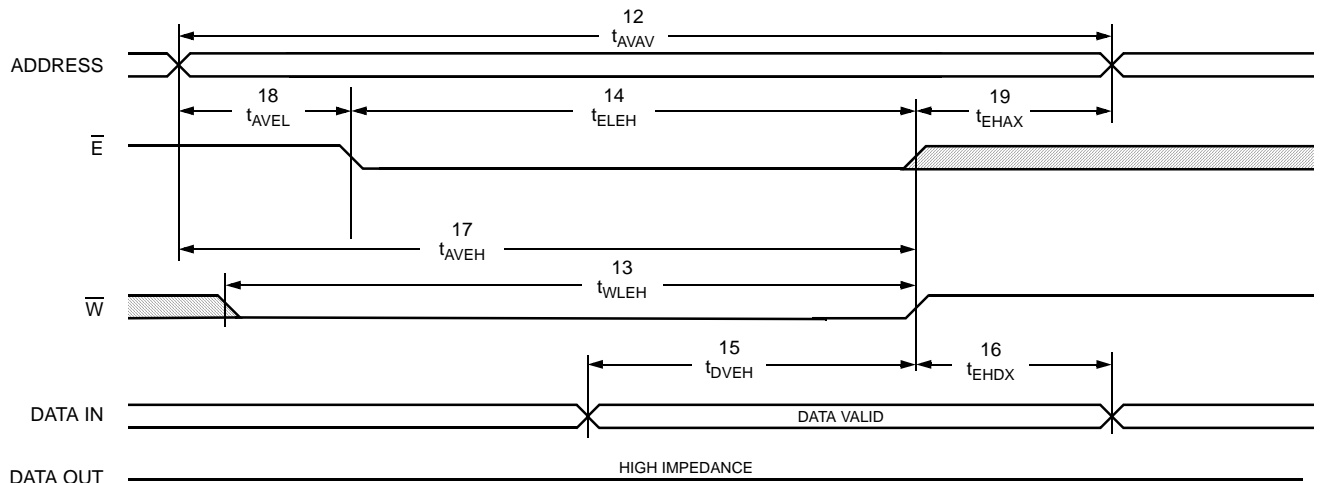 12
tAVAV
ADDRESS
18
tAVEL
14
tELEH
19
tEHAX
E̅
17
tAVEH
13
tWLEH
W̅
15
tDVEH
16
tEHDX
DATA IN
DATA VALID
DATA OUT
HIGH IMPEDANCE